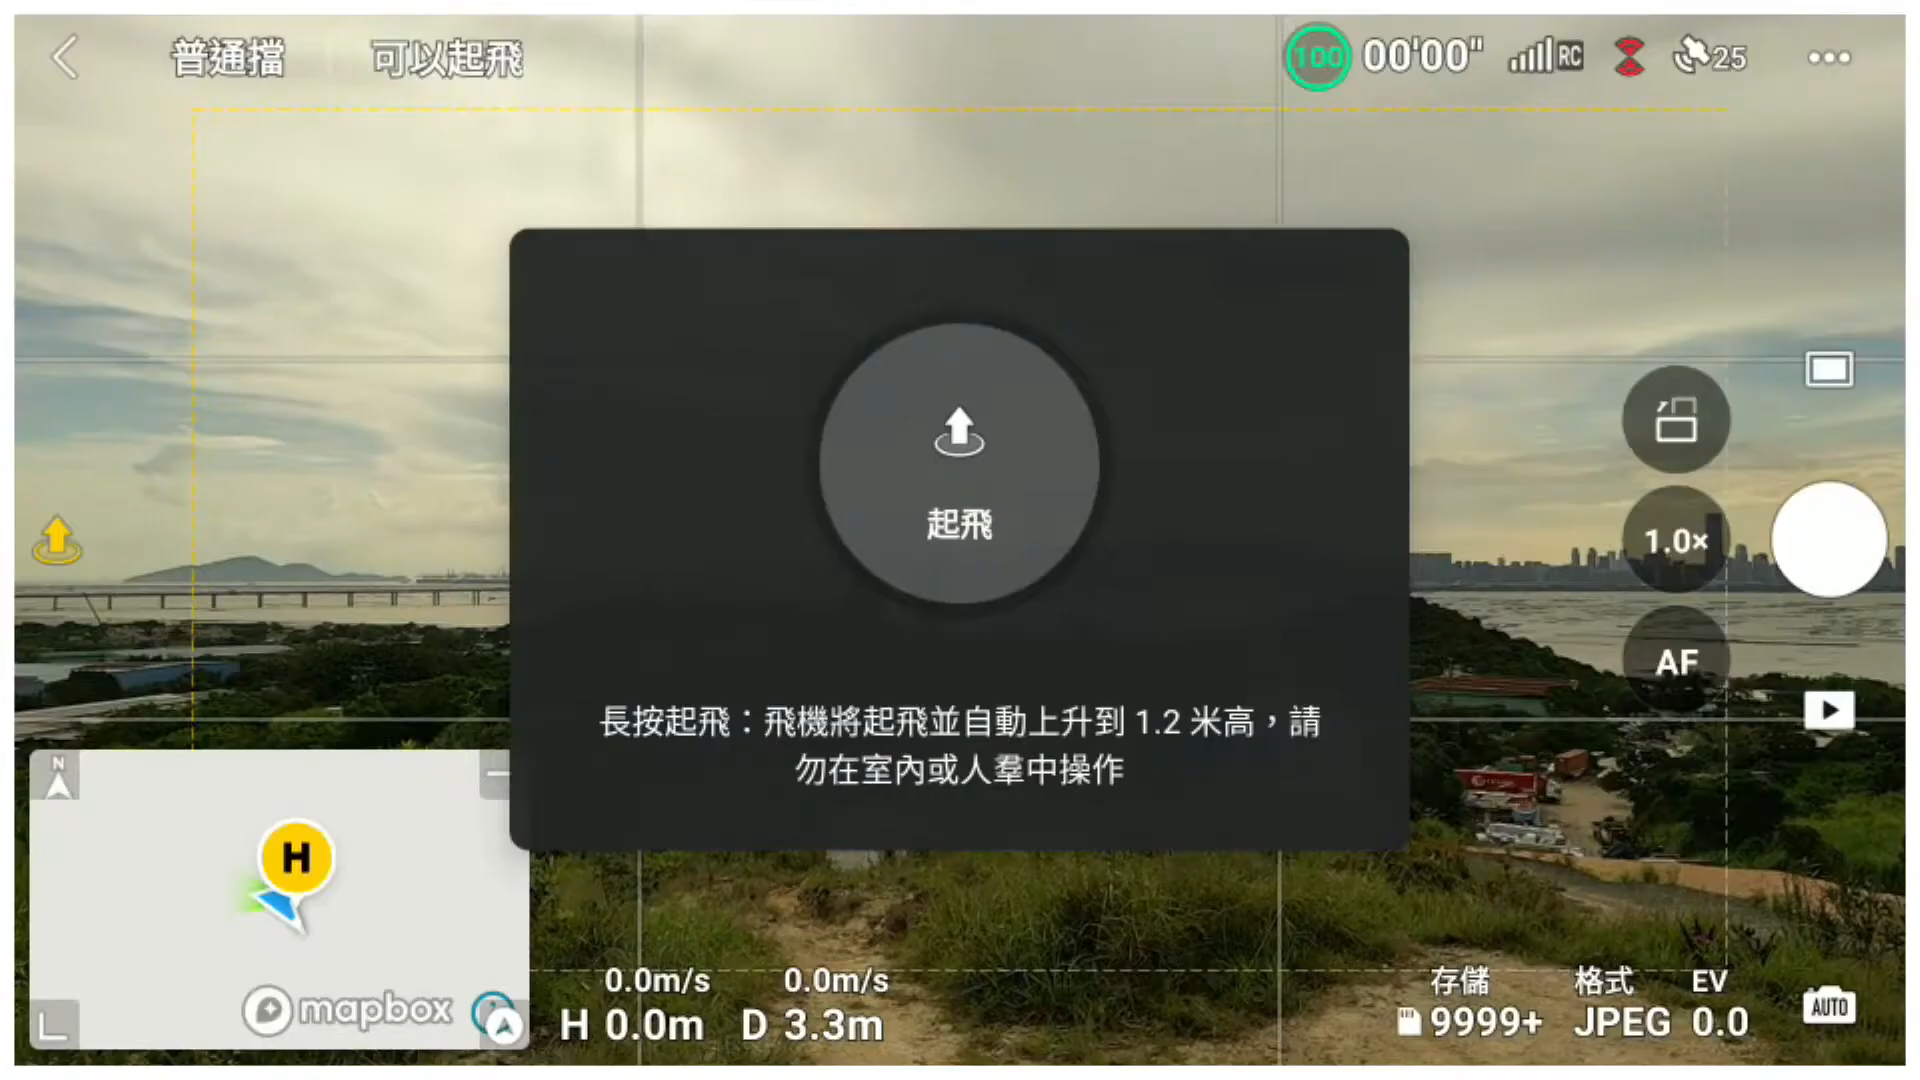 普通擋 可以起飛 100 00'00" RC 25
起飛
1.0×
AF
長按起飛：飛機將起飛並自動上升到 1.2 米高，請
勿在室內或人羣中操作
N
H
mapbox
0.0m/s 0.0m/s
H 0.0m D 3.3m
存儲 格式 EV
9999+ JPEG 0.0
AUTO